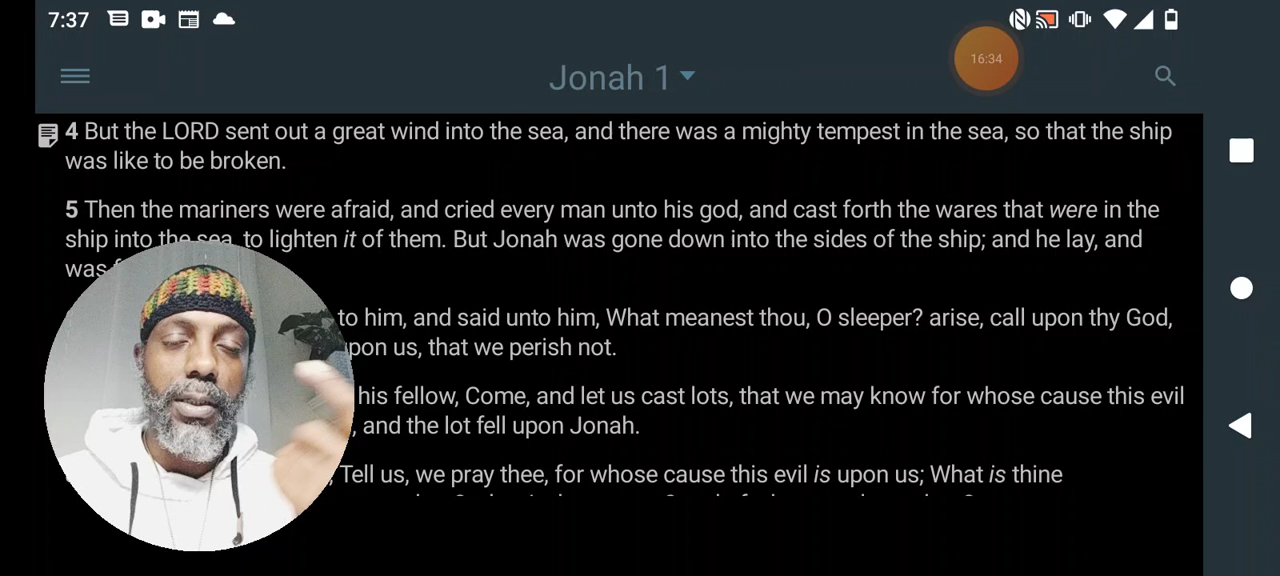 7:37
16:34
Jonah 1
4 But the LORD sent out a great wind into the sea, and there was a mighty tempest in the sea, so that the ship
was like to be broken.
5 Then the mariners were afraid, and cried every man unto his god, and cast forth the wares that were in the
ship into the sea, to lighten it of them. But Jonah was gone down into the sides of the ship; and he lay, and
was
to him, and said unto him, What meanest thou, O sleeper? arise, call upon thy God,
upon us, that we perish not.
his fellow, Come, and let us cast lots, that we may know for whose cause this evil
, and the lot fell upon Jonah.
Tell us, we pray thee, for whose cause this evil is upon us; What is thine